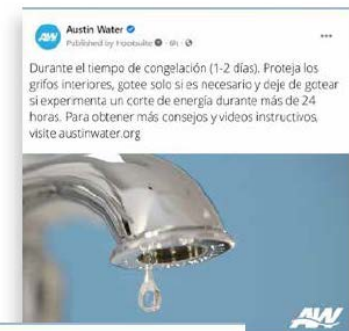 Austin Water
Published by Hootsuite · 6h ·
Durante el tiempo de congelación (1-2 días). Proteja los
grifos interiores, gotee solo si es necesario y deje de gotear
si experimenta un corte de energía durante más de 24
horas. Para obtener más consejos y videos instructivos,
visite austinwater.org
AW